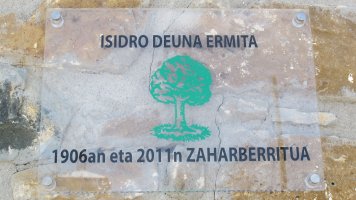 ISIDRO DEUNA ERMITA
1906an eta 2011n ZAHARBERRITUA